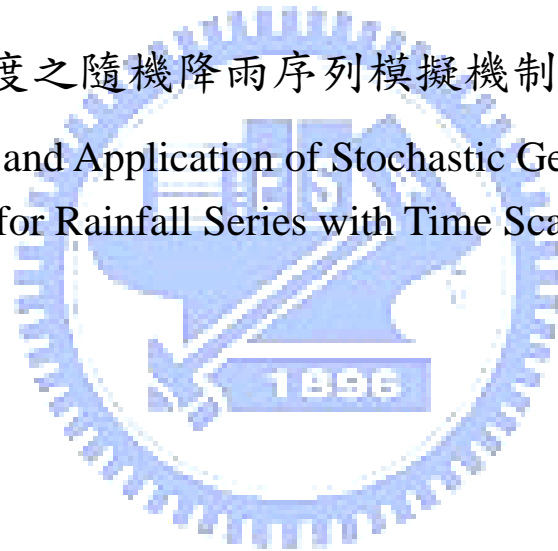 度之隨機降雨序列模擬機制
and Application of Stochastic Ge
for Rainfall Series with Time Sca
ES
1896